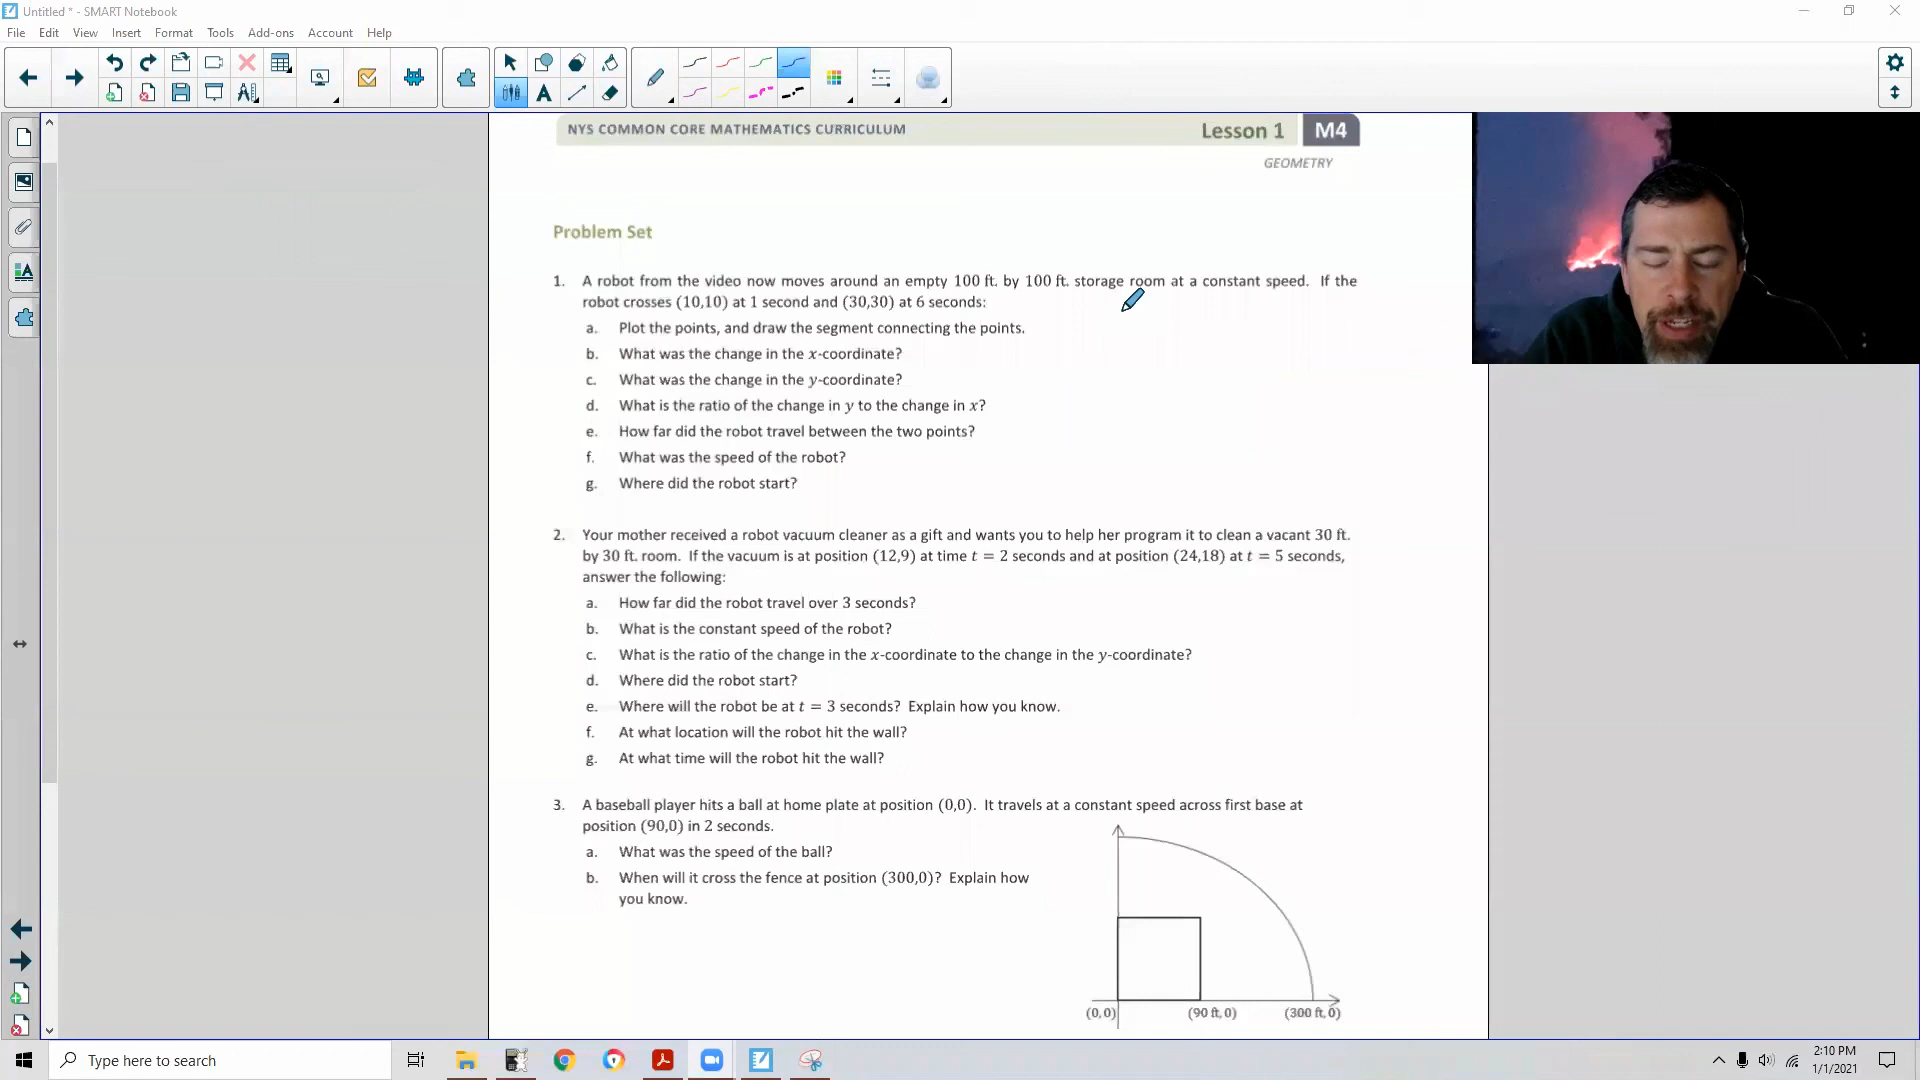 Untitled * - SMART Notebook
File Edit View Insert Format Tools Add-ons Account Help
NYS COMMON CORE MATHEMATICS CURRICULUM
Lesson 1 M4
GEOMETRY
Problem Set
1. A robot from the video now moves around an empty 100 ft. by 100 ft. storage room at a constant speed. If the
robot crosses (10,10) at 1 second and (30,30) at 6 seconds:
a. Plot the points, and draw the segment connecting the points.
b. What was the change in the x-coordinate?
c. What was the change in the y-coordinate?
d. What is the ratio of the change in y to the change in x?
e. How far did the robot travel between the two points?
f. What was the speed of the robot?
g. Where did the robot start?
2. Your mother received a robot vacuum cleaner as a gift and wants you to help her program it to clean a vacant 30 ft.
by 30 ft. room. If the vacuum is at position (12,9) at time t = 2 seconds and at position (24,18) at t = 5 seconds,
answer the following:
a. How far did the robot travel over 3 seconds?
b. What is the constant speed of the robot?
c. What is the ratio of the change in the x-coordinate to the change in the y-coordinate?
d. Where did the robot start?
e. Where will the robot be at t = 3 seconds? Explain how you know.
f. At what location will the robot hit the wall?
g. At what time will the robot hit the wall?
3. A baseball player hits a ball at home plate at position (0,0). It travels at a constant speed across first base at
position (90,0) in 2 seconds.
a. What was the speed of the ball?
b. When will it cross the fence at position (300,0)? Explain how
you know.
(0,0) (90 ft, 0) (300 ft, 0)
Type here to search
2:10 PM
1/1/2021